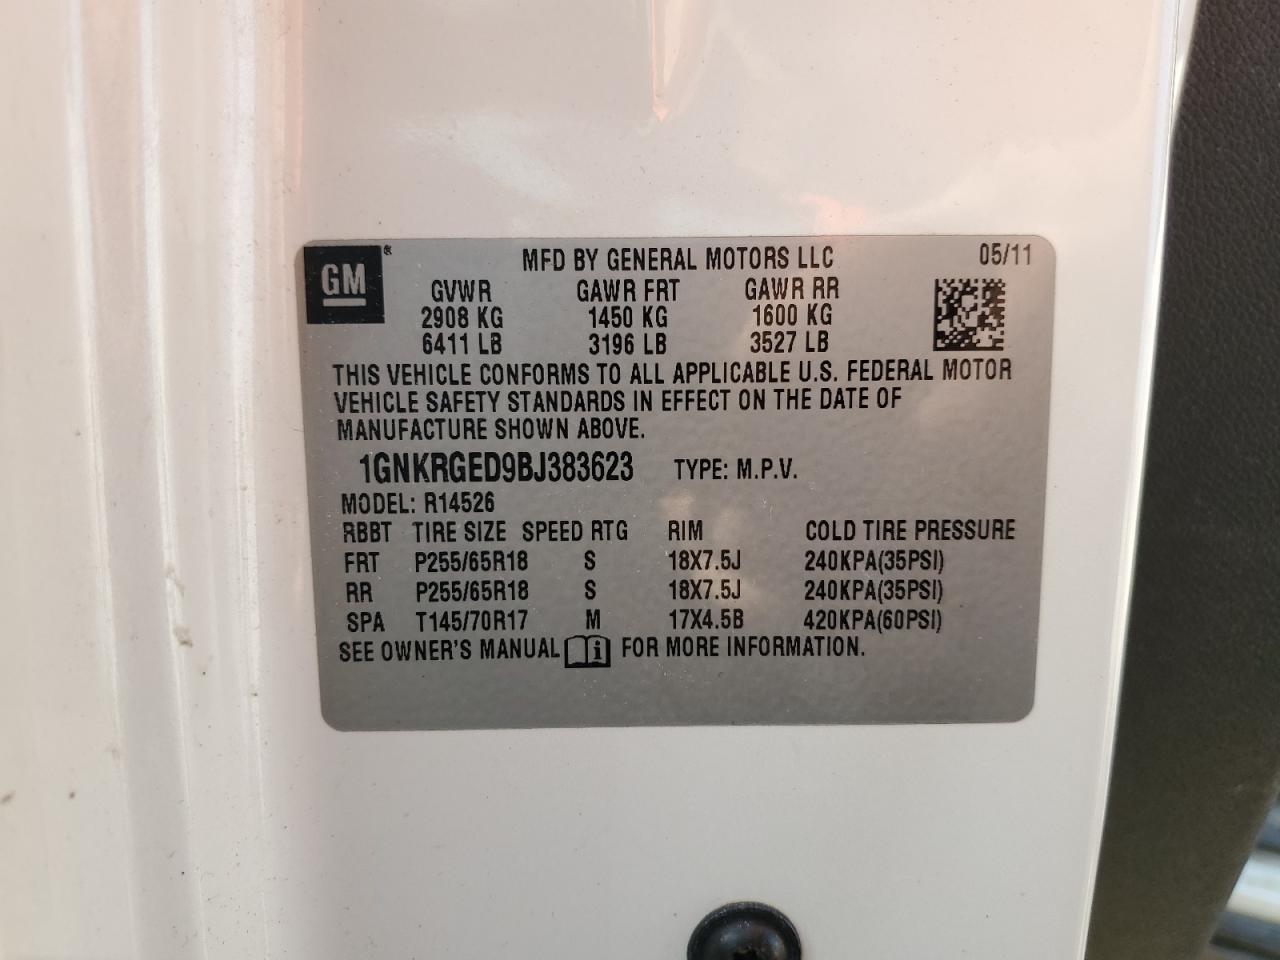 GM®
MFD BY GENERAL MOTORS LLC 05/11
GVWR GAWR FRT GAWR RR
2908 KG 1450 KG 1600 KG
6411 LB 3196 LB 3527 LB
THIS VEHICLE CONFORMS TO ALL APPLICABLE U.S. FEDERAL MOTOR
VEHICLE SAFETY STANDARDS IN EFFECT ON THE DATE OF
MANUFACTURE SHOWN ABOVE.
1GNKRGED9BJ383623 TYPE: M.P.V.
MODEL: R14526
RBBT TIRE SIZE SPEED RTG RIM COLD TIRE PRESSURE
FRT P255/65R18 S 18X7.5J 240KPA(35PSI)
RR P255/65R18 S 18X7.5J 240KPA(35PSI)
SPA T145/70R17 M 17X4.5B 420KPA(60PSI)
SEE OWNER'S MANUAL i FOR MORE INFORMATION.